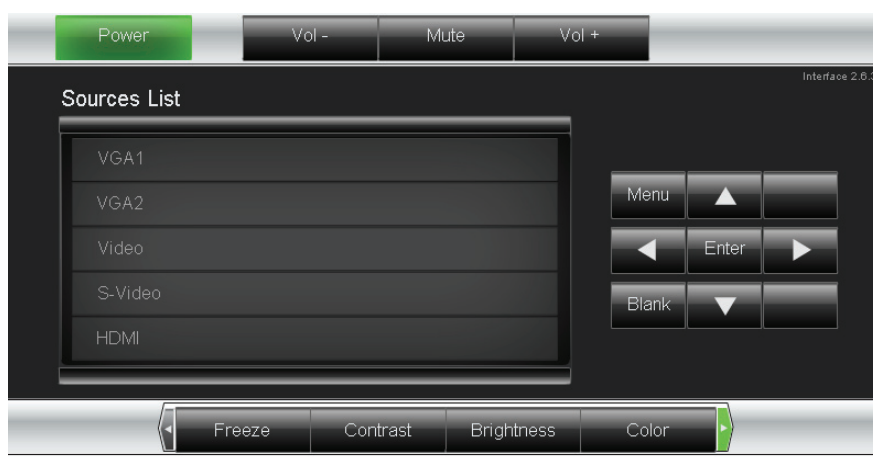 Power Vol - Mute Vol +
Interface 2.6.
Sources List
VGA1
VGA2
Video
S-Video
HDMI
Menu
Enter
Blank
Freeze Contrast Brightness Color